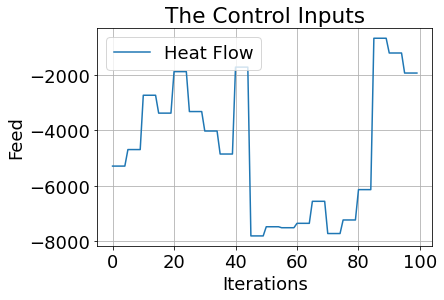 The Control Inputs
Heat Flow
Feed
−2000
−4000
−6000
−8000
0 20 40 60 80 100
Iterations